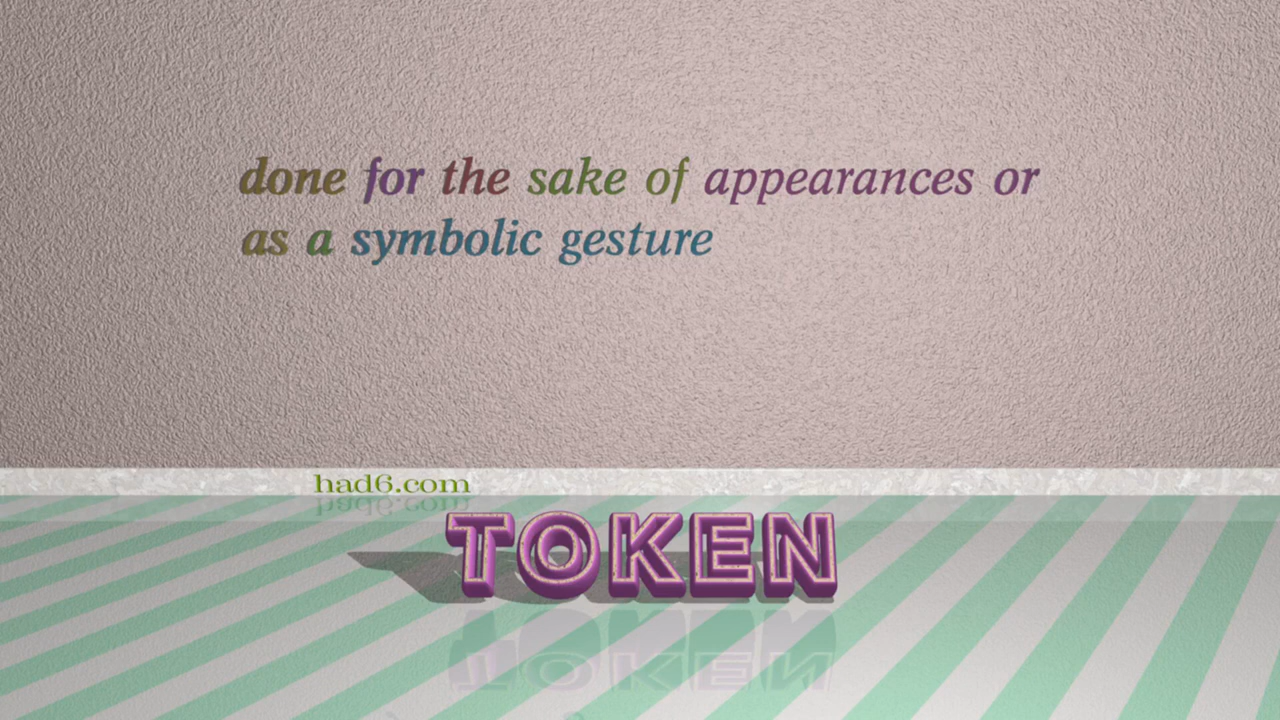 done for the sake of appearances or
as a symbolic gesture
had6.com
TOKEN